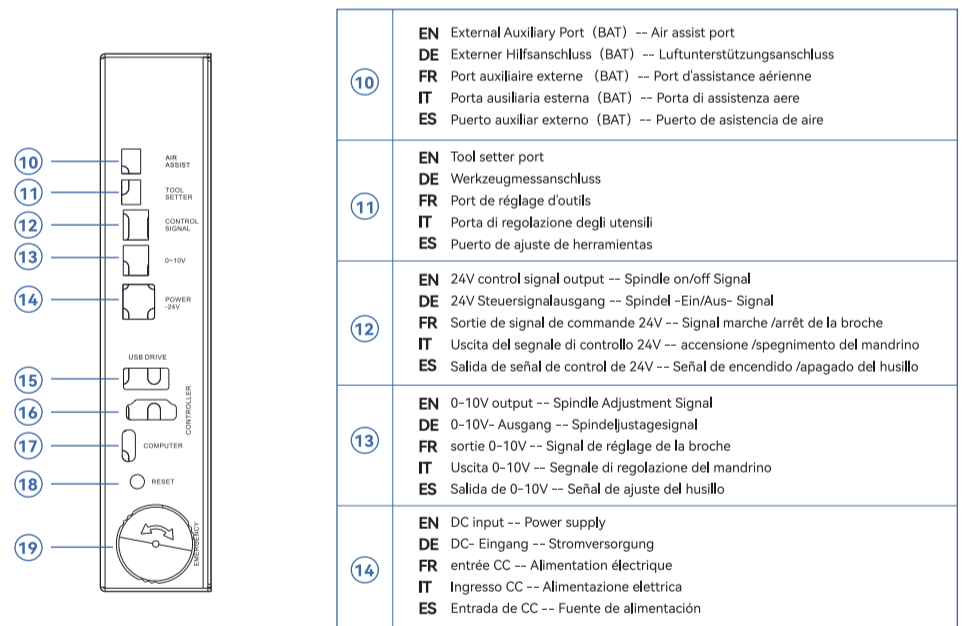 10
AIR
ASSIST
11
TOOL
SETTER
12
CONTROL
SIGNAL
13
0~10V
14
POWER
-24V
USB DRIVE
15
16
CONTROLLER
17
COMPUTER
18
RESET
19
EMERGENCY
10
EN External Auxiliary Port（BAT）-- Air assist port
DE Externer Hilfsanschluss（BAT）-- Luftunterstützungsanschluss
FR Port auxiliaire externe （BAT）-- Port d'assistance aérienne
IT Porta ausiliaria esterna（BAT）-- Porta di assistenza aere
ES Puerto auxiliar externo（BAT）-- Puerto de asistencia de aire
11
EN Tool setter port
DE Werkzeugmessanschluss
FR Port de réglage d'outils
IT Porta di regolazione degli utensili
ES Puerto de ajuste de herramientas
12
EN 24V control signal output -- Spindle on/off Signal
DE 24V Steuersignalausgang -- Spindel -Ein/Aus- Signal
FR Sortie de signal de commande 24V -- Signal marche /arrêt de la broche
IT Uscita del segnale di controllo 24V -- accensione /spegnimento del mandrino
ES Salida de señal de control de 24V -- Señal de encendido /apagado del husillo
13
EN 0-10V output -- Spindle Adjustment Signal
DE 0-10V- Ausgang -- Spindeljustagesignal
FR sortie 0-10V -- Signal de réglage de la broche
IT Uscita 0-10V -- Segnale di regolazione del mandrino
ES Salida de 0-10V -- Señal de ajuste del husillo
14
EN DC input -- Power supply
DE DC- Eingang -- Stromversorgung
FR entrée CC -- Alimentation électrique
IT Ingresso CC -- Alimentazione elettrica
ES Entrada de CC -- Fuente de alimentación